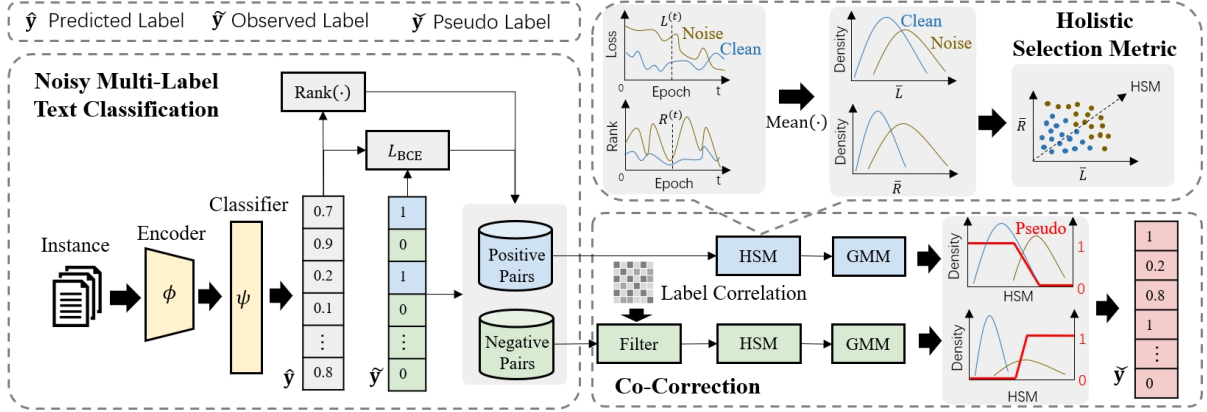 ŷ Predicted Label ỹ Observed Label y̌ Pseudo Label
Noisy Multi-Label
Text Classification
Rank(·)
L_BCE
Classifier
Encoder
Instance
ϕ
ψ
0.7
0.9
0.2
0.1
⋮
0.8
ŷ
1
0
1
0
⋮
0
ỹ
Positive
Pairs
Negative
Pairs
Loss
L^(t)
Noise
Clean
Epoch
t
Rank
R^(t)
Epoch
t
Mean(·)
Density
Clean
Noise
L̄
Density
R̄
Holistic
Selection Metric
HSM
R̄
L̄
Label Correlation
HSM
GMM
Filter
HSM
GMM
Co-Correction
Density
Pseudo
1
0
HSM
Density
1
0
HSM
1
0.2
0.8
1
⋮
0
y̌